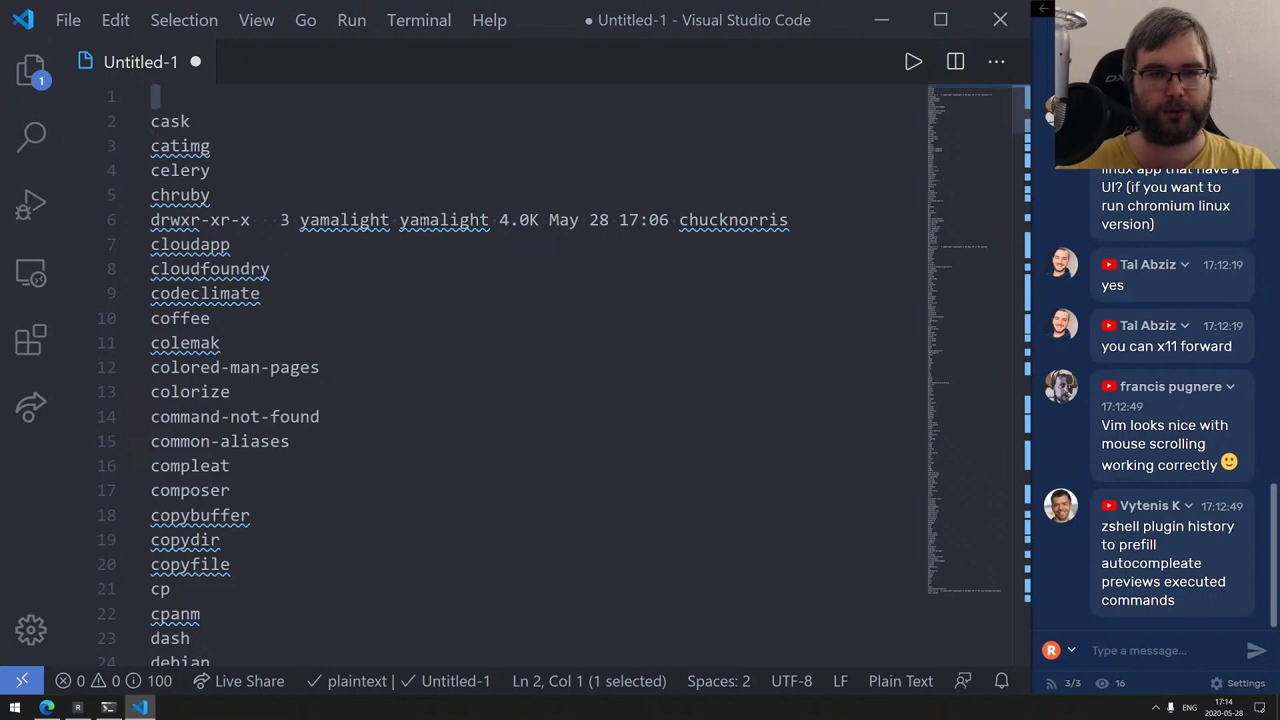 File Edit Selection View Go Run Terminal Help
● Untitled-1 - Visual Studio Code
Untitled-1
1
1
2 cask
3 catimg
4 celery
5 chruby
6 drwxr-xr-x 3 yamalight yamalight 4.0K May 28 17:06 chucknorris
7 cloudapp
8 cloudfoundry
9 codeclimate
10 coffee
11 colemak
12 colored-man-pages
13 colorize
14 command-not-found
15 common-aliases
16 compleat
17 composer
18 copybuffer
19 copydir
20 copyfile
21 cp
22 cpanm
23 dash
24 debian
0 0 100 Live Share plaintext | Untitled-1 Ln 2, Col 1 (1 selected) Spaces: 2 UTF-8 LF Plain Text
linux app that have a
UI? (if you want to
run chromium linux
version)
Tal Abziz 17:12:19
yes
Tal Abziz 17:12:19
you can x11 forward
francis pugnere
17:12:49
Vim looks nice with
mouse scrolling
working correctly
Vytenis K 17:12:49
zshell plugin history
to prefill
autocompleate
previews executed
commands
R Type a message...
3/3 16 Settings
R
ENG
17:14
2020-05-28